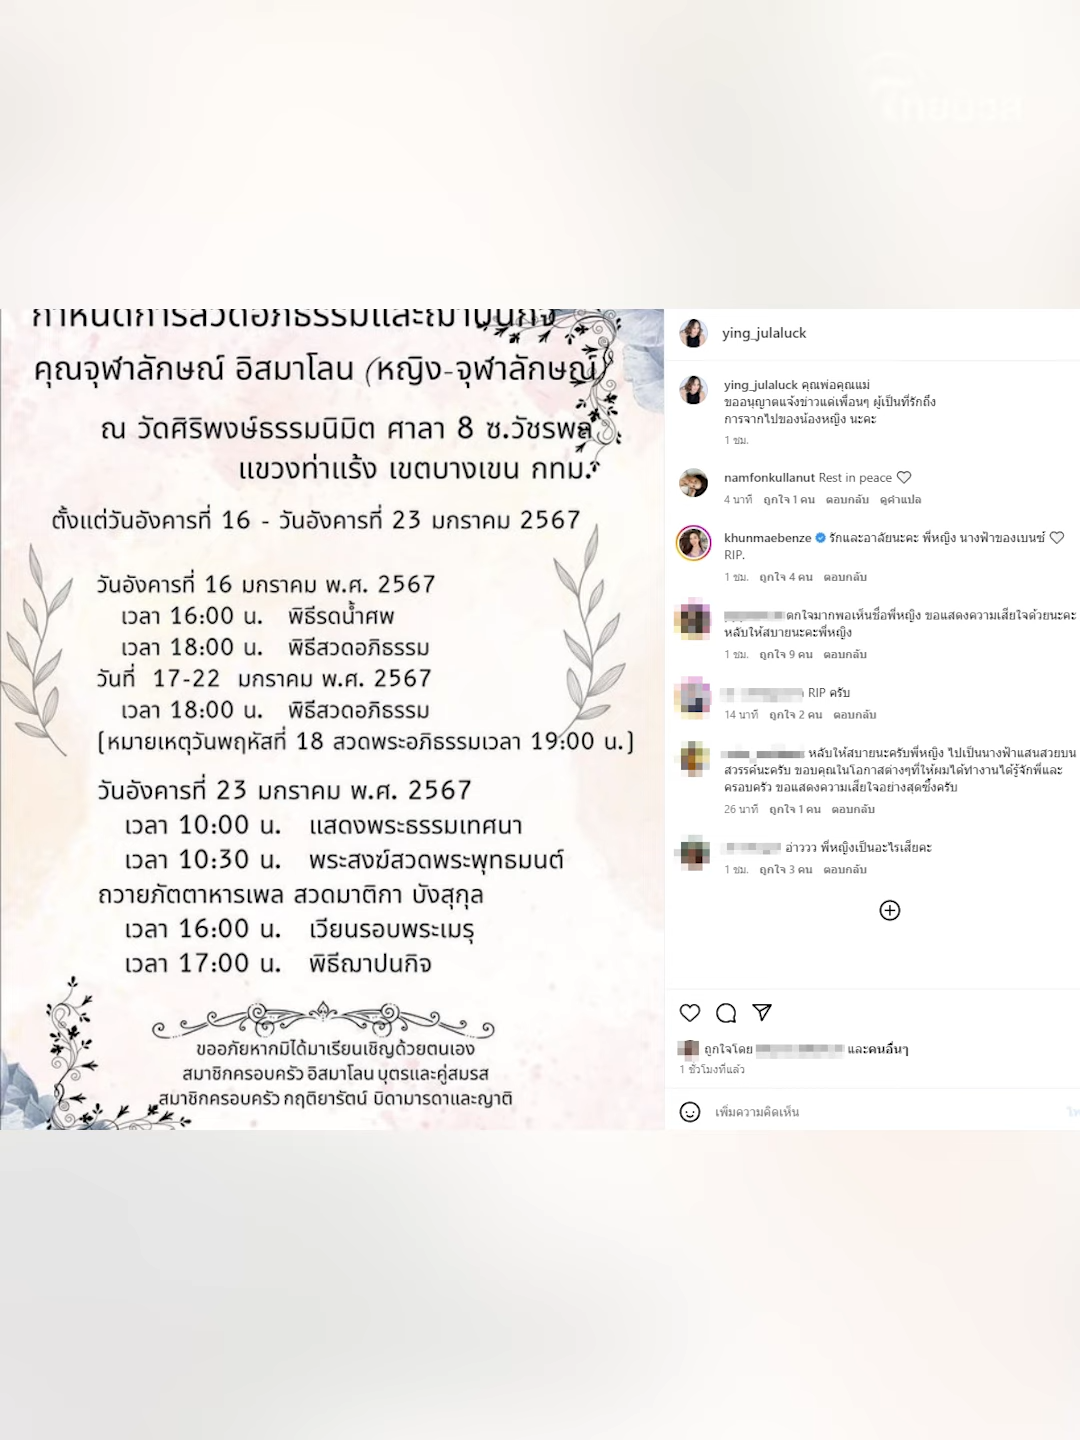 ไทยนิวส์
กำหนดการสวดอภิธรรมและฌาปนกิจ
คุณจุฬาลักษณ์ อิสมาโลน (หญิง-จุฬาลักษณ์)
ณ วัดศิริพงษ์ธรรมนิมิต ศาลา 8 ซ.วัชรพล
แขวงท่าแร้ง เขตบางเขน กทม.
ตั้งแต่วันอังคารที่ 16 - วันอังคารที่ 23 มกราคม 2567
วันอังคารที่ 16 มกราคม พ.ศ. 2567
เวลา 16:00 น. พิธีรดน้ำศพ
เวลา 18:00 น. พิธีสวดอภิธรรม
วันที่ 17-22 มกราคม พ.ศ. 2567
เวลา 18:00 น. พิธีสวดอภิธรรม
(หมายเหตุวันพฤหัสที่ 18 สวดพระอภิธรรมเวลา 19:00 น.)
วันอังคารที่ 23 มกราคม พ.ศ. 2567
เวลา 10:00 น. แสดงพระธรรมเทศนา
เวลา 10:30 น. พระสงฆ์สวดพระพุทธมนต์
ถวายภัตตาหารเพล สวดมาติกา บังสุกุล
เวลา 16:00 น. เวียนรอบพระเมรุ
เวลา 17:00 น. พิธีฌาปนกิจ
ขออภัยหากมิได้มาเรียนเชิญด้วยตนเอง
สมาชิกครอบครัว อิสมาโลน บุตรและคู่สมรส
สมาชิกครอบครัว กฤติยารัตน์ บิดามารดาและญาติ
ying_julaluck
ying_julaluck คุณพ่อคุณแม่
ขออนุญาตแจ้งข่าวแด่เพื่อนๆ ผู้เป็นที่รักถึง
การจากไปของน้องหญิง นะคะ
1 ชม.
namfonkullanut Rest in peace
4 นาที ถูกใจ 1 คน ตอบกลับ ดูคำแปล
khunmaebenze รักและอาลัยนะคะ พี่หญิง นางฟ้าของเบนซ์
RIP.
1 ชม. ถูกใจ 4 คน ตอบกลับ
ตกใจมากพอเห็นชื่อพี่หญิง ขอแสดงความเสียใจด้วยนะคะ
หลับให้สบายนะคะพี่หญิง
1 ชม. ถูกใจ 9 คน ตอบกลับ
RIP ครับ
14 นาที ถูกใจ 2 คน ตอบกลับ
หลับให้สบายนะครับพี่หญิง ไปเป็นนางฟ้าแสนสวยบน
สวรรค์นะครับ ขอบคุณในโอกาสต่างๆที่ให้ผมได้ทำงานได้รู้จักพี่และ
ครอบครัว ขอแสดงความเสียใจอย่างสุดซึ้งครับ
26 นาที ถูกใจ 1 คน ตอบกลับ
อ่าววว พี่หญิงเป็นอะไรเสียคะ
1 ชม. ถูกใจ 3 คน ตอบกลับ
ถูกใจโดย และคนอื่นๆ
1 ชั่วโมงที่แล้ว
เพิ่มความคิดเห็น